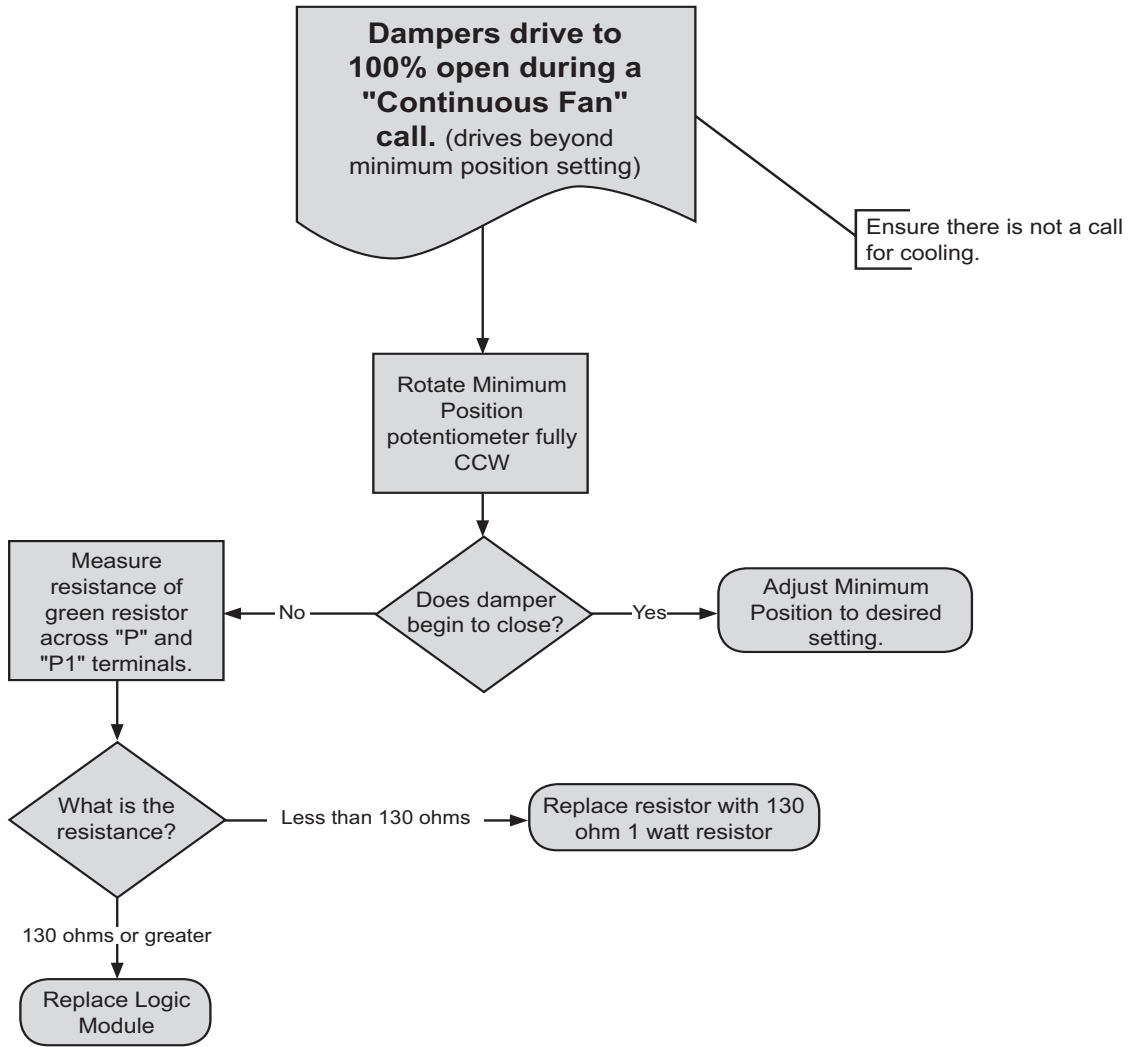 Dampers drive to
100% open during a
"Continuous Fan"
call. (drives beyond
minimum position setting)
Ensure there is not a call
for cooling.
Rotate Minimum
Position
potentiometer fully
CCW
Does damper
begin to close?
Yes
Adjust Minimum
Position to desired
setting.
No
Measure
resistance of
green resistor
across "P" and
"P1" terminals.
What is the
resistance?
Less than 130 ohms
Replace resistor with 130
ohm 1 watt resistor
130 ohms or greater
Replace Logic
Module